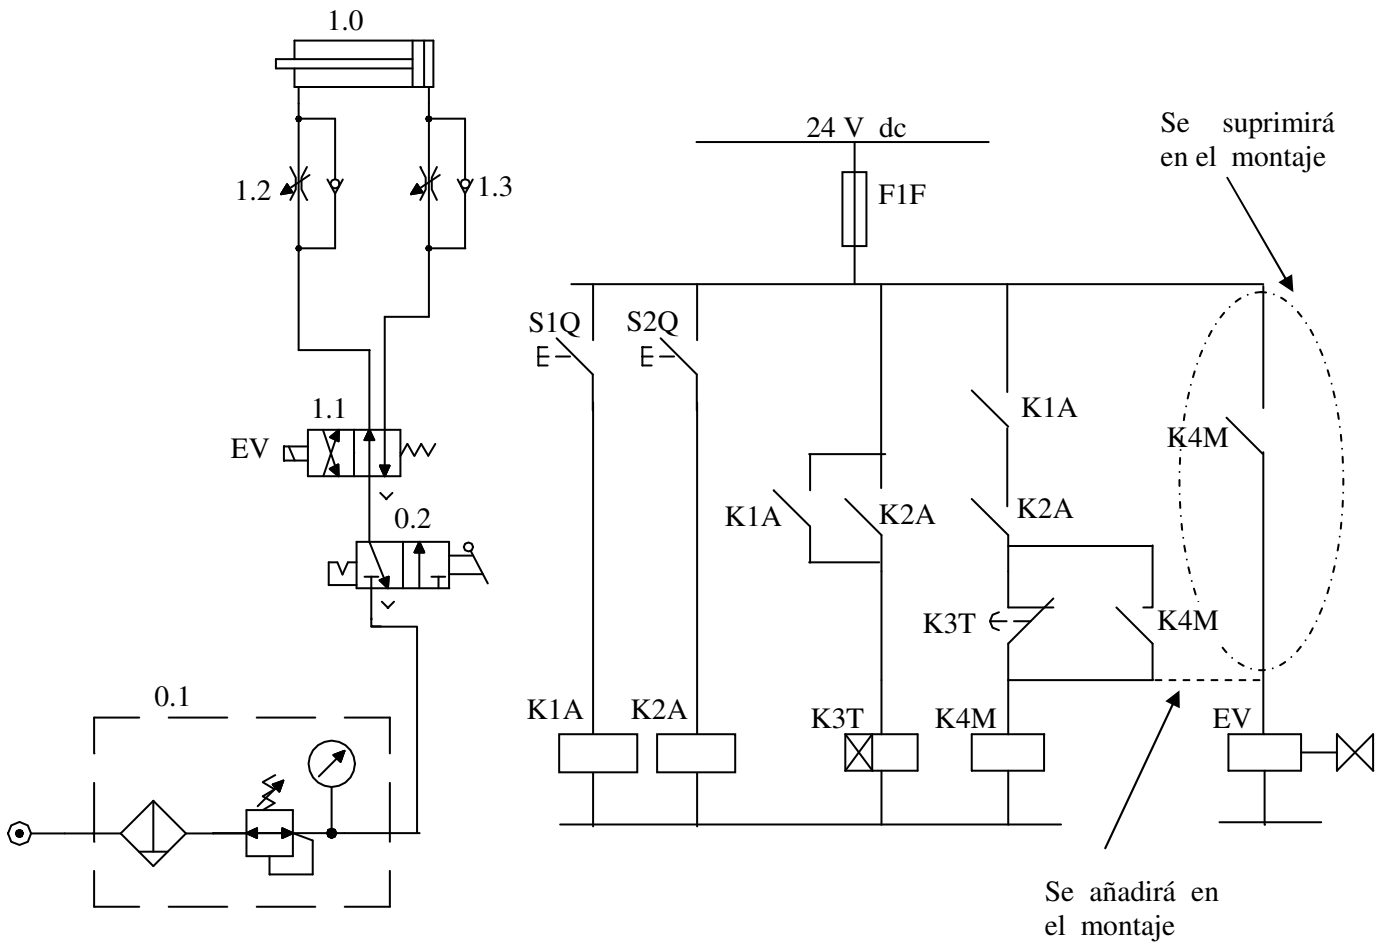 1.0
1.2
1.3
1.1
EV
0.2
0.1
24 V dc
F1F
Se suprimirá
en el montaje
S1Q
S2Q
K1A
K4M
K1A
K2A
K2A
K3T
K4M
K1A
K2A
K3T
K4M
EV
Se añadirá en
el montaje